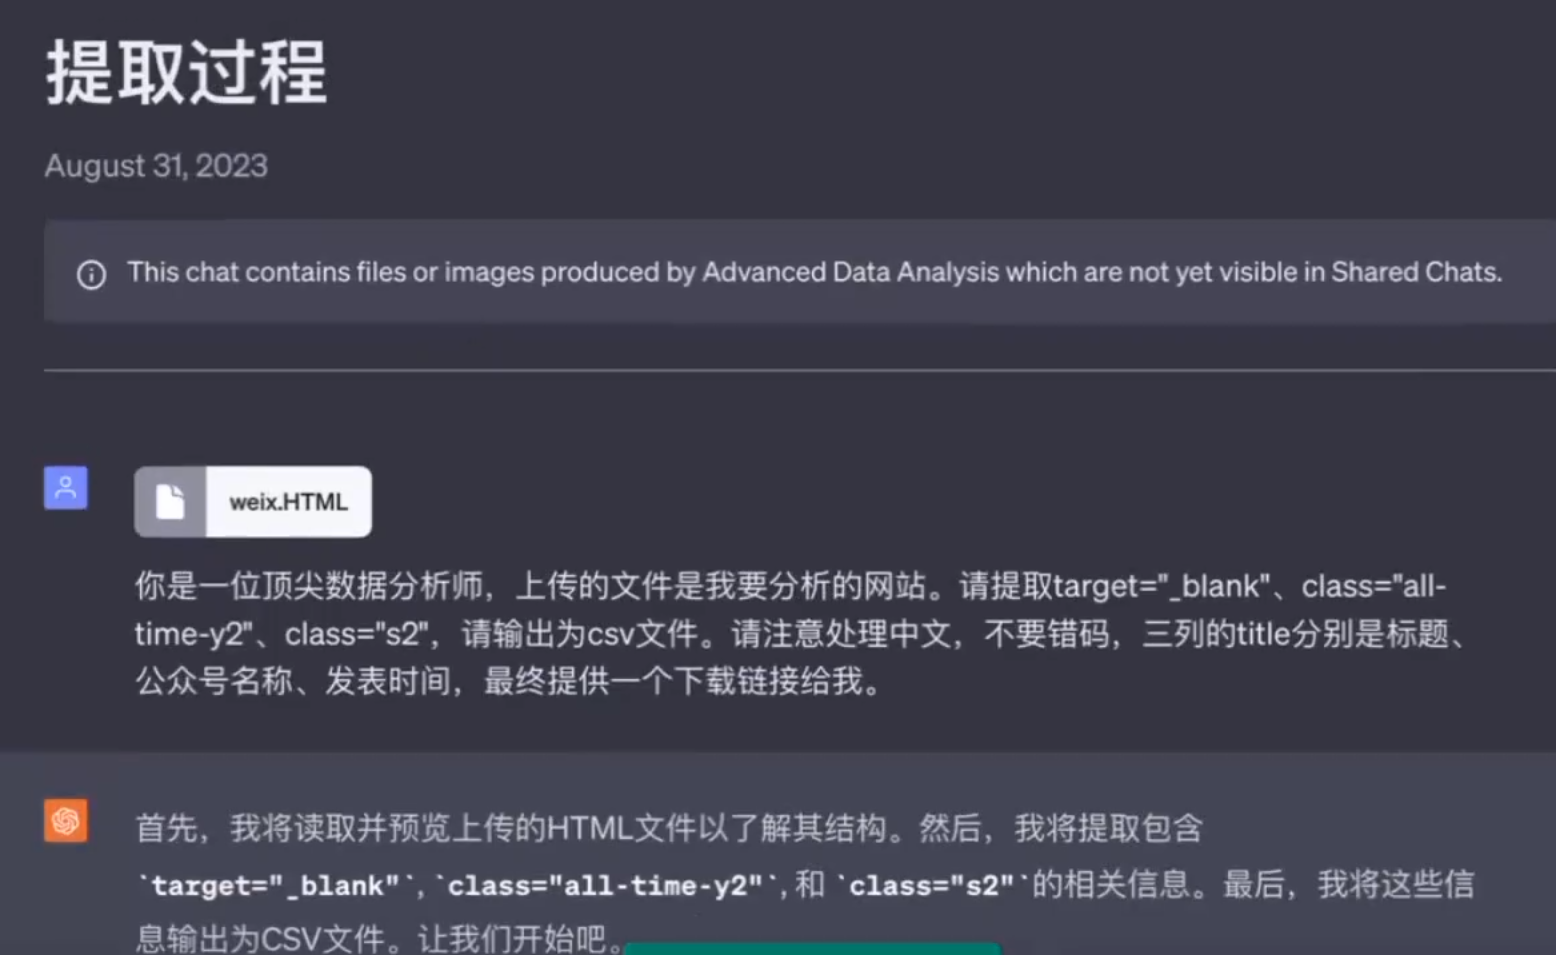 提取过程
August 31, 2023
This chat contains files or images produced by Advanced Data Analysis which are not yet visible in Shared Chats.
weix.HTML
你是一位顶尖数据分析师，上传的文件是我要分析的网站。请提取target="_blank"、class="all-
time-y2"、class="s2"，请输出为csv文件。请注意处理中文，不要错码，三列的title分别是标题、
公众号名称、发表时间，最终提供一个下载链接给我。
首先，我将读取并预览上传的HTML文件以了解其结构。然后，我将提取包含
`target="_blank"`, `class="all-time-y2"`, 和 `class="s2"`的相关信息。最后，我将这些信
息输出为CSV文件。让我们开始吧。